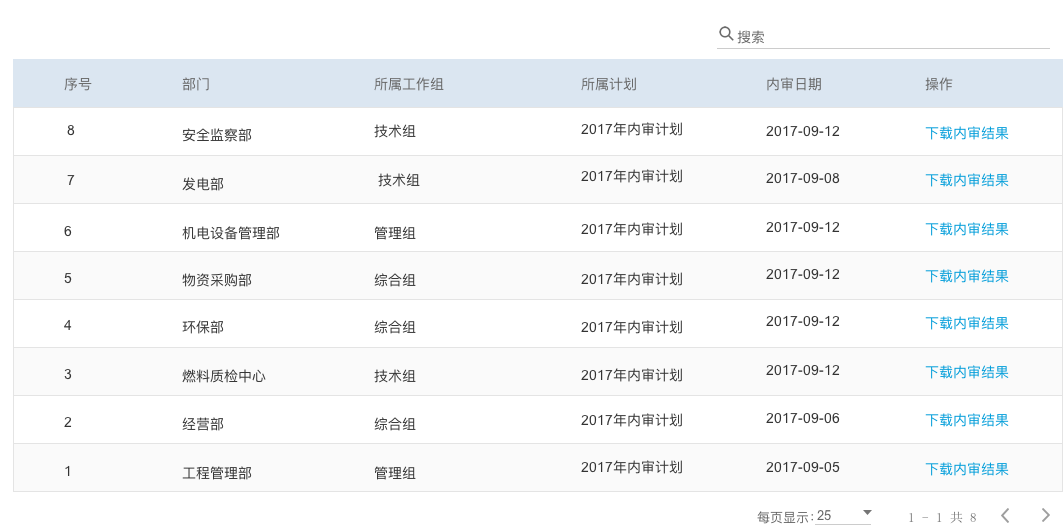 搜索
序号 部门 所属工作组 所属计划 内审日期 操作
8 安全监察部 技术组 2017年内审计划 2017-09-12 下载内审结果
7 发电部 技术组 2017年内审计划 2017-09-08 下载内审结果
6 机电设备管理部 管理组 2017年内审计划 2017-09-12 下载内审结果
5 物资采购部 综合组 2017年内审计划 2017-09-12 下载内审结果
4 环保部 综合组 2017年内审计划 2017-09-12 下载内审结果
3 燃料质检中心 技术组 2017年内审计划 2017-09-12 下载内审结果
2 经营部 综合组 2017年内审计划 2017-09-06 下载内审结果
1 工程管理部 管理组 2017年内审计划 2017-09-05 下载内审结果
每页显示: 25 1 - 1 共 8